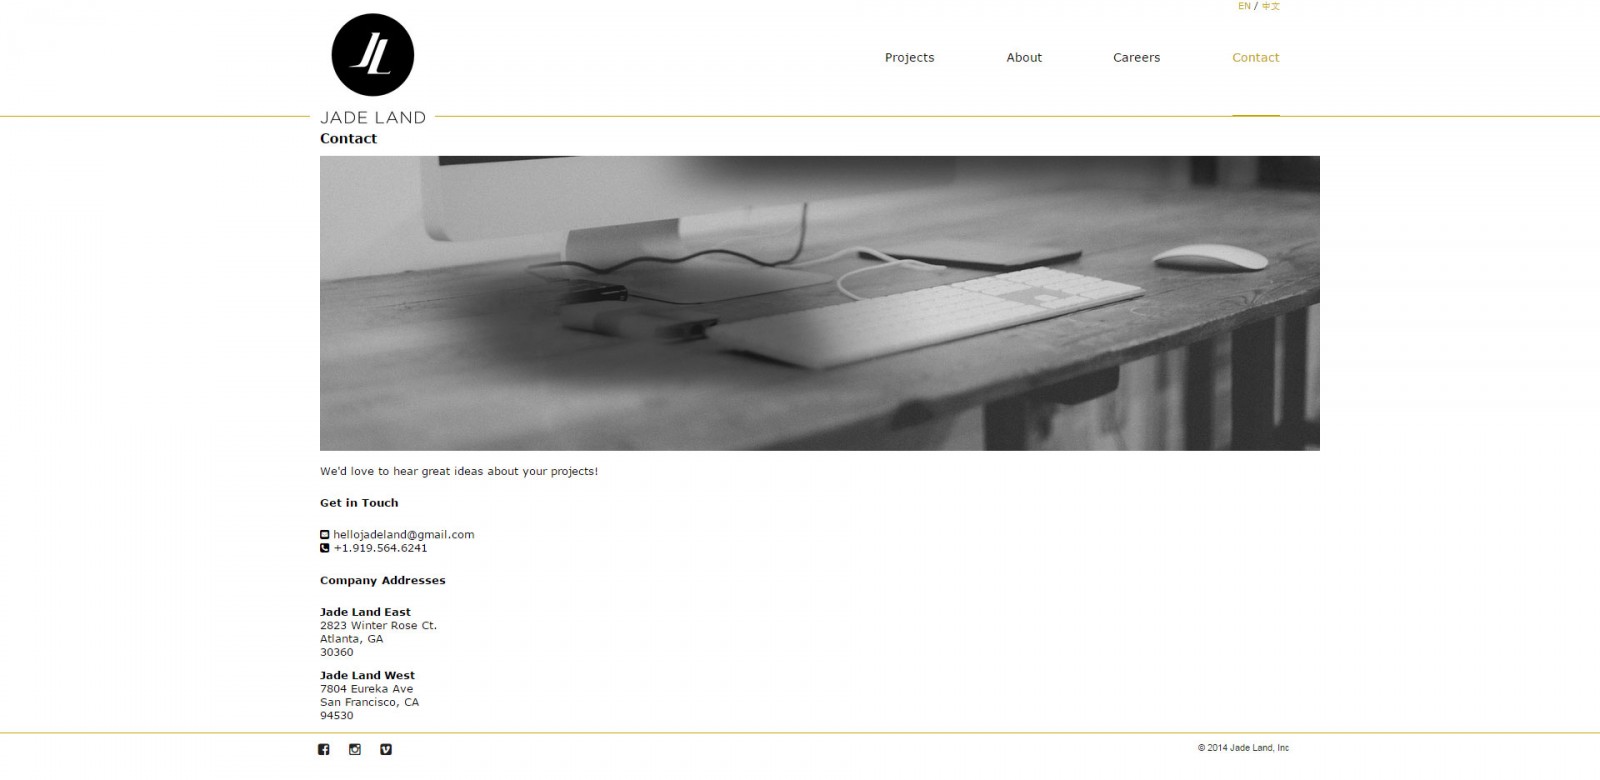 EN / 中文
JL
JADE LAND
Projects
About
Careers
Contact
Contact
We'd love to hear great ideas about your projects!
Get in Touch
hellojadeland@gmail.com
+1.919.564.6241
Company Addresses
Jade Land East
2823 Winter Rose Ct.
Atlanta, GA
30360
Jade Land West
7804 Eureka Ave
San Francisco, CA
94530
© 2014 Jade Land, Inc